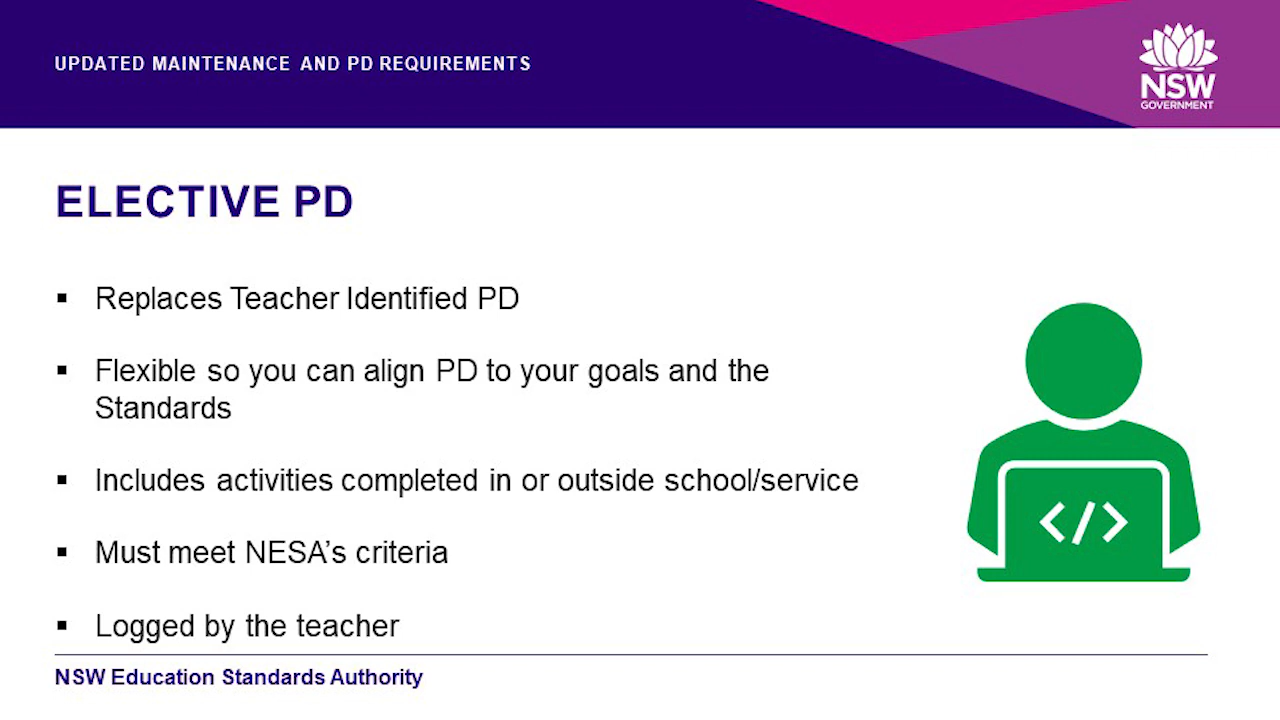 UPDATED MAINTENANCE AND PD REQUIREMENTS
NSW
GOVERNMENT
ELECTIVE PD
▪ Replaces Teacher Identified PD
▪ Flexible so you can align PD to your goals and the
Standards
▪ Includes activities completed in or outside school/service
▪ Must meet NESA’s criteria
▪ Logged by the teacher
</>
NSW Education Standards Authority